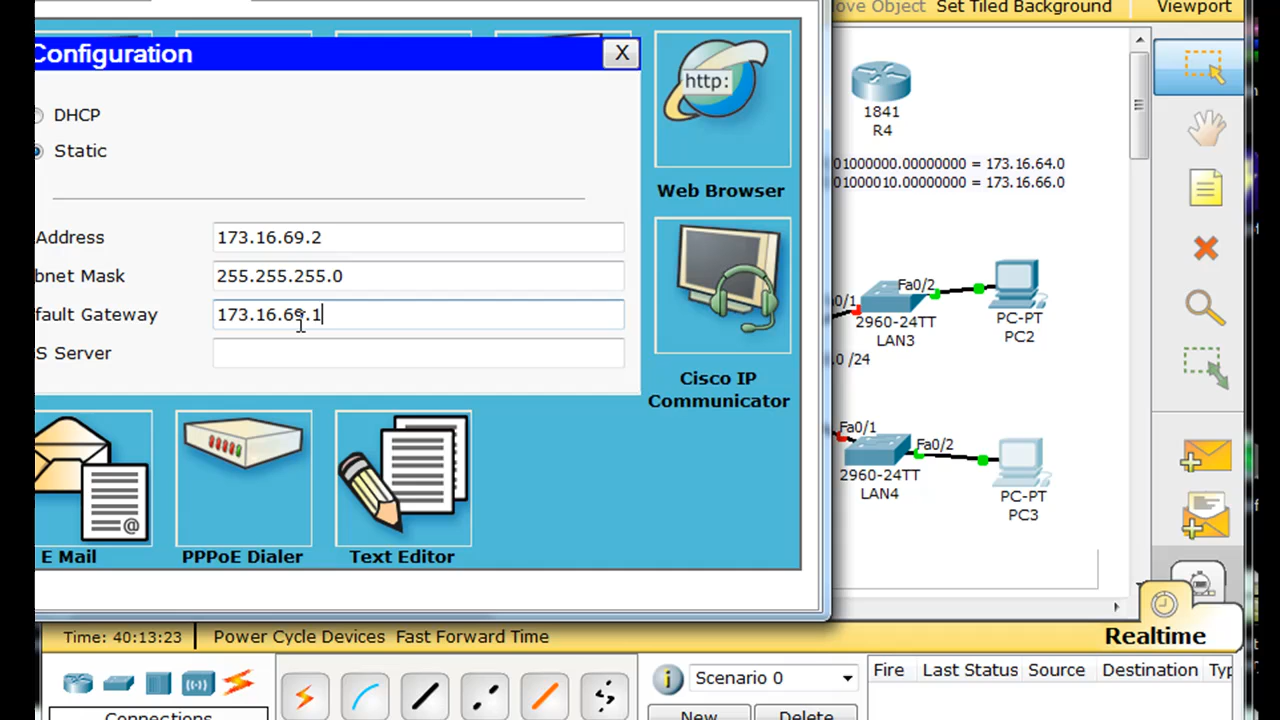 ove Object Set Tiled Background Viewport
Configuration X
DHCP
Static
Address 173.16.69.2
bnet Mask 255.255.255.0
fault Gateway 173.16.69.1
S Server
http:
Web Browser
Cisco IP
Communicator
E Mail
PPPoE Dialer
Text Editor
@
1841
R4
01000000.00000000 = 173.16.64.0
01000010.00000000 = 173.16.66.0
Fa0/2
0/1
2960-24TT
LAN3
PC-PT
PC2
.0 /24
Fa0/1
Fa0/2
2960-24TT
LAN4
PC-PT
PC3
Time: 40:13:23 Power Cycle Devices Fast Forward Time
Realtime
Connections
i
Scenario 0
New Delete
Fire Last Status Source Destination Typ